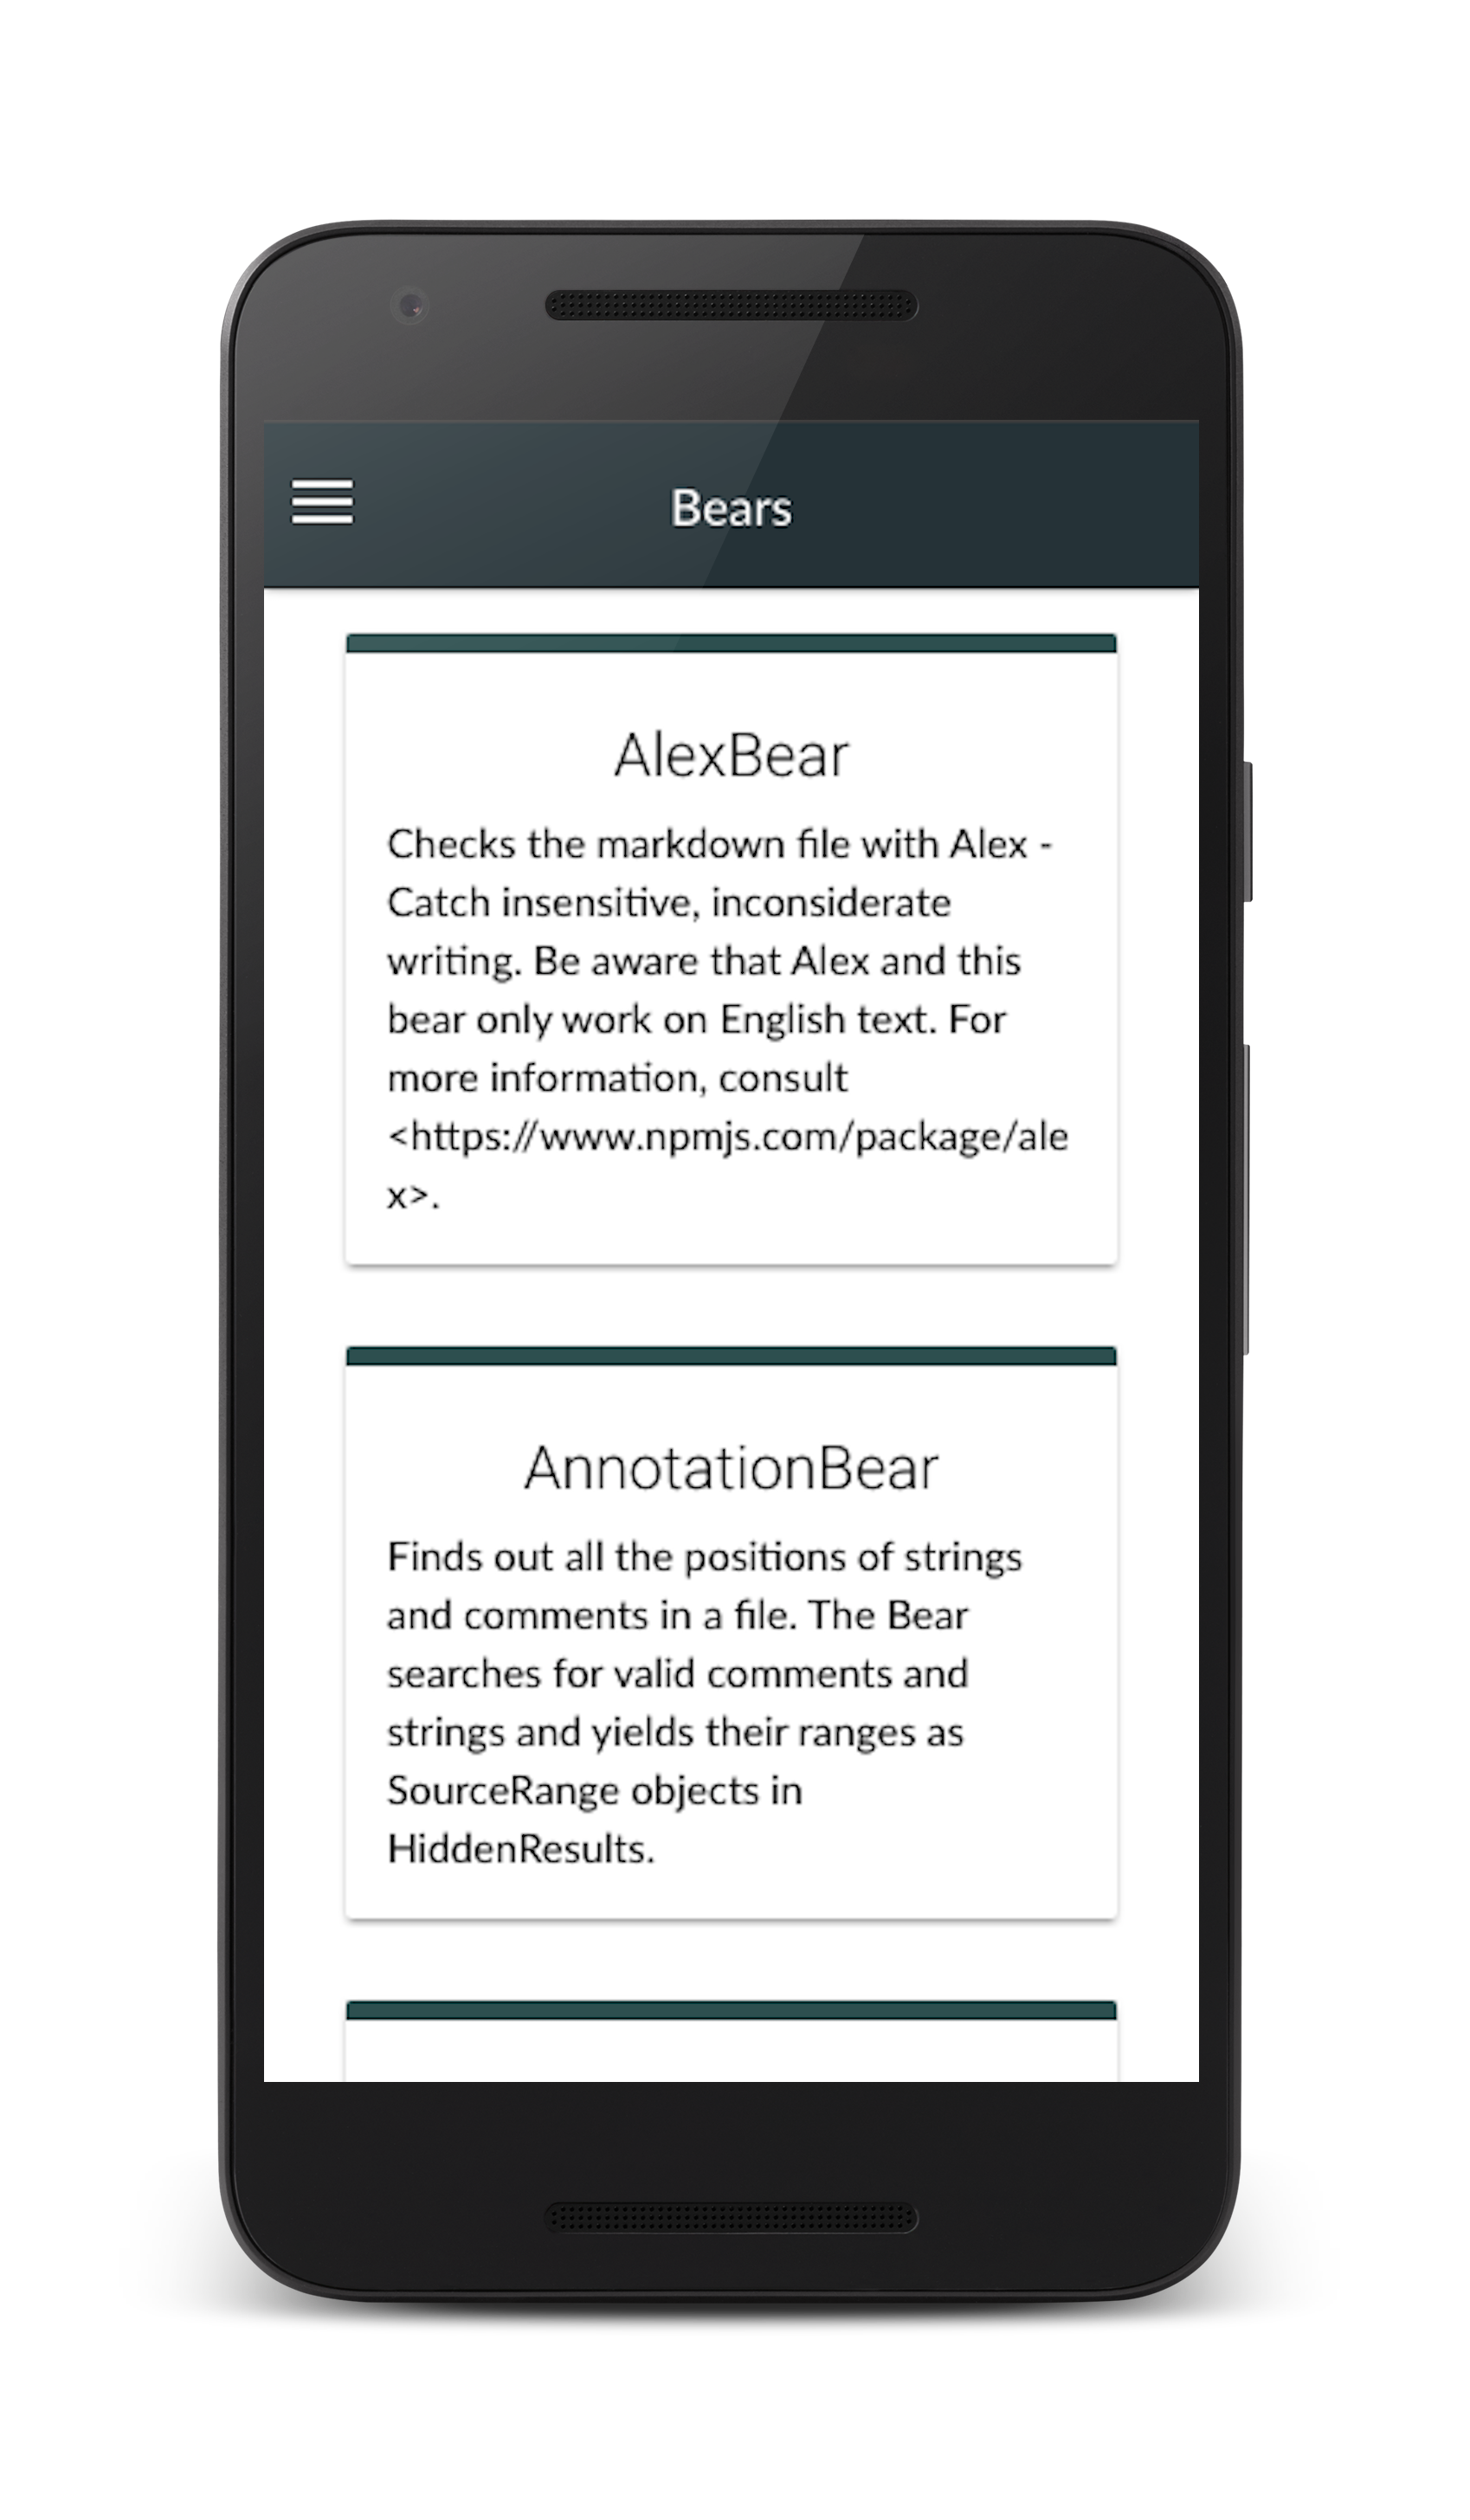 Bears
AlexBear
Checks the markdown file with Alex -
Catch insensitive, inconsiderate
writing. Be aware that Alex and this
bear only work on English text. For
more information, consult
<https://www.npmjs.com/package/ale
x>.
AnnotationBear
Finds out all the positions of strings
and comments in a file. The Bear
searches for valid comments and
strings and yields their ranges as
SourceRange objects in
HiddenResults.